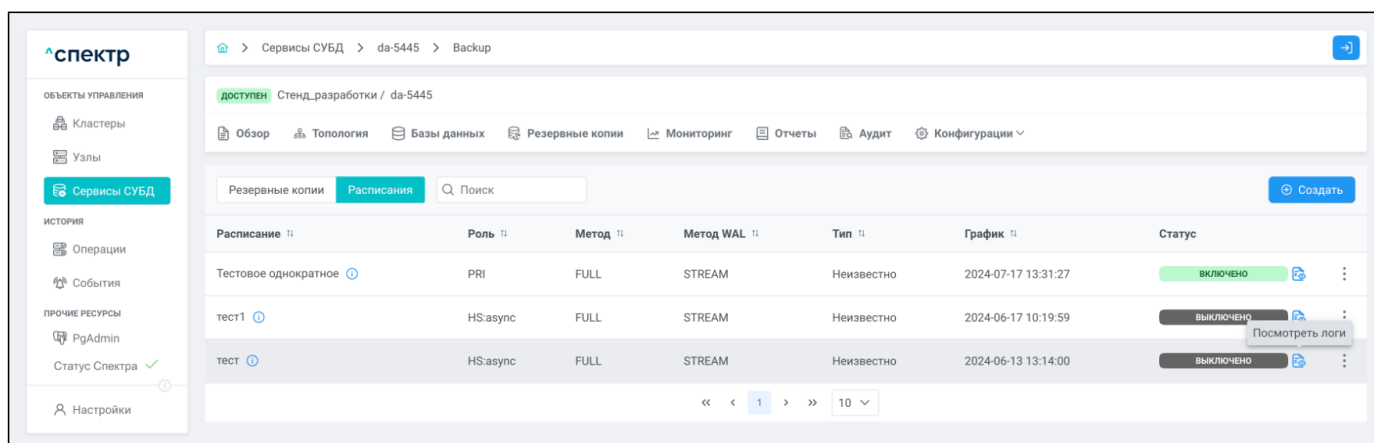 ^спектр
ОБЪЕКТЫ УПРАВЛЕНИЯ
Кластеры
Узлы
Сервисы СУБД
ИСТОРИЯ
Операции
События
ПРОЧИЕ РЕСУРСЫ
PgAdmin
Статус Спектра
Настройки
> Сервисы СУБД > da-5445 > Backup
ДОСТУПЕН Стенд_разработки / da-5445
Обзор Топология Базы данных Резервные копии Мониторинг Отчеты Аудит Конфигурации
Резервные копии Расписания Поиск Создать
Расписание Роль Метод Метод WAL Тип График Статус
Тестовое однократное PRI FULL STREAM Неизвестно 2024-07-17 13:31:27 ВКЛЮЧЕНО
тест1 HS:async FULL STREAM Неизвестно 2024-06-17 10:19:59 ВЫКЛЮЧЕНО
Посмотреть логи
тест HS:async FULL STREAM Неизвестно 2024-06-13 13:14:00 ВЫКЛЮЧЕНО
« < 1 > » 10